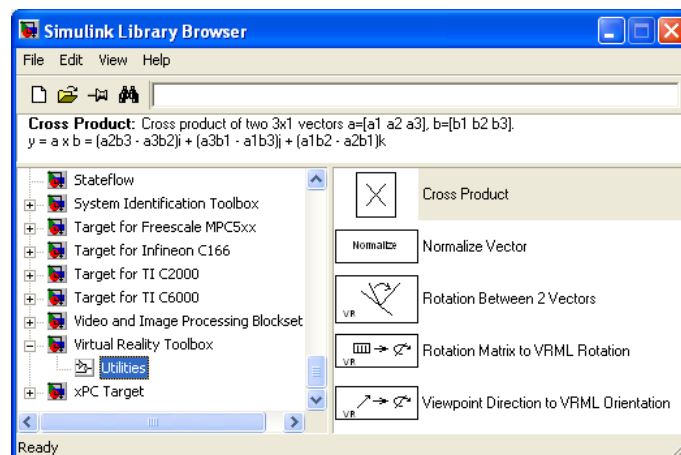 Simulink Library Browser
File Edit View Help
Cross Product: Cross product of two 3x1 vectors a=[a1 a2 a3], b=[b1 b2 b3].
y = a x b = (a2b3 - a3b2)i + (a3b1 - a1b3)j + (a1b2 - a2b1)k
Stateflow
System Identification Toolbox
Target for Freescale MPC5xx
Target for Infineon C166
Target for TI C2000
Target for TI C6000
Video and Image Processing Blockset
Virtual Reality Toolbox
Utilities
xPC Target
Cross Product
Normalize
Normalize Vector
VR
Rotation Between 2 Vectors
VR
Rotation Matrix to VRML Rotation
VR
Viewpoint Direction to VRML Orientation
Ready